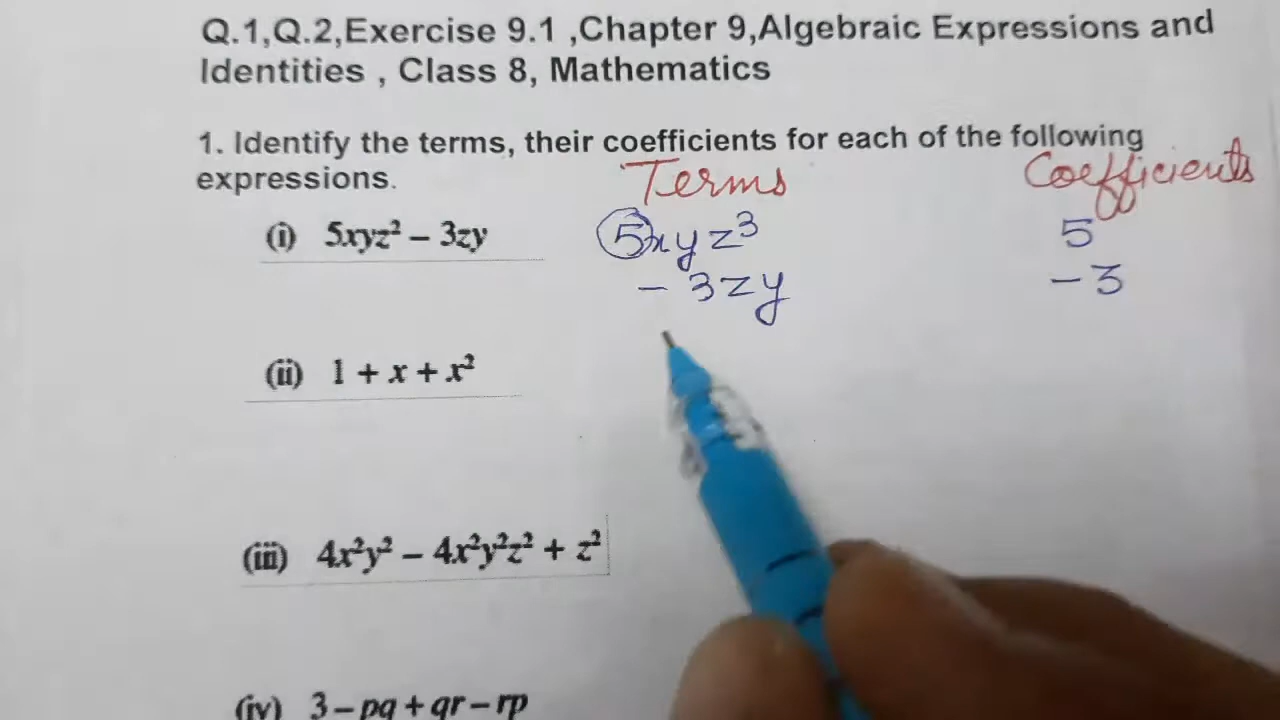 Q.1,Q.2,Exercise 9.1 ,Chapter 9,Algebraic Expressions and
Identities , Class 8, Mathematics
1. Identify the terms, their coefficients for each of the following
expressions.
Terms Coefficients
(i) 5xyz² – 3zy 5xyz³ 5
– 3zy – 3
(ii) 1 + x + x²
(iii) 4x²y² – 4x²y²z² + z²
(iv) 3 – pq + qr – rp